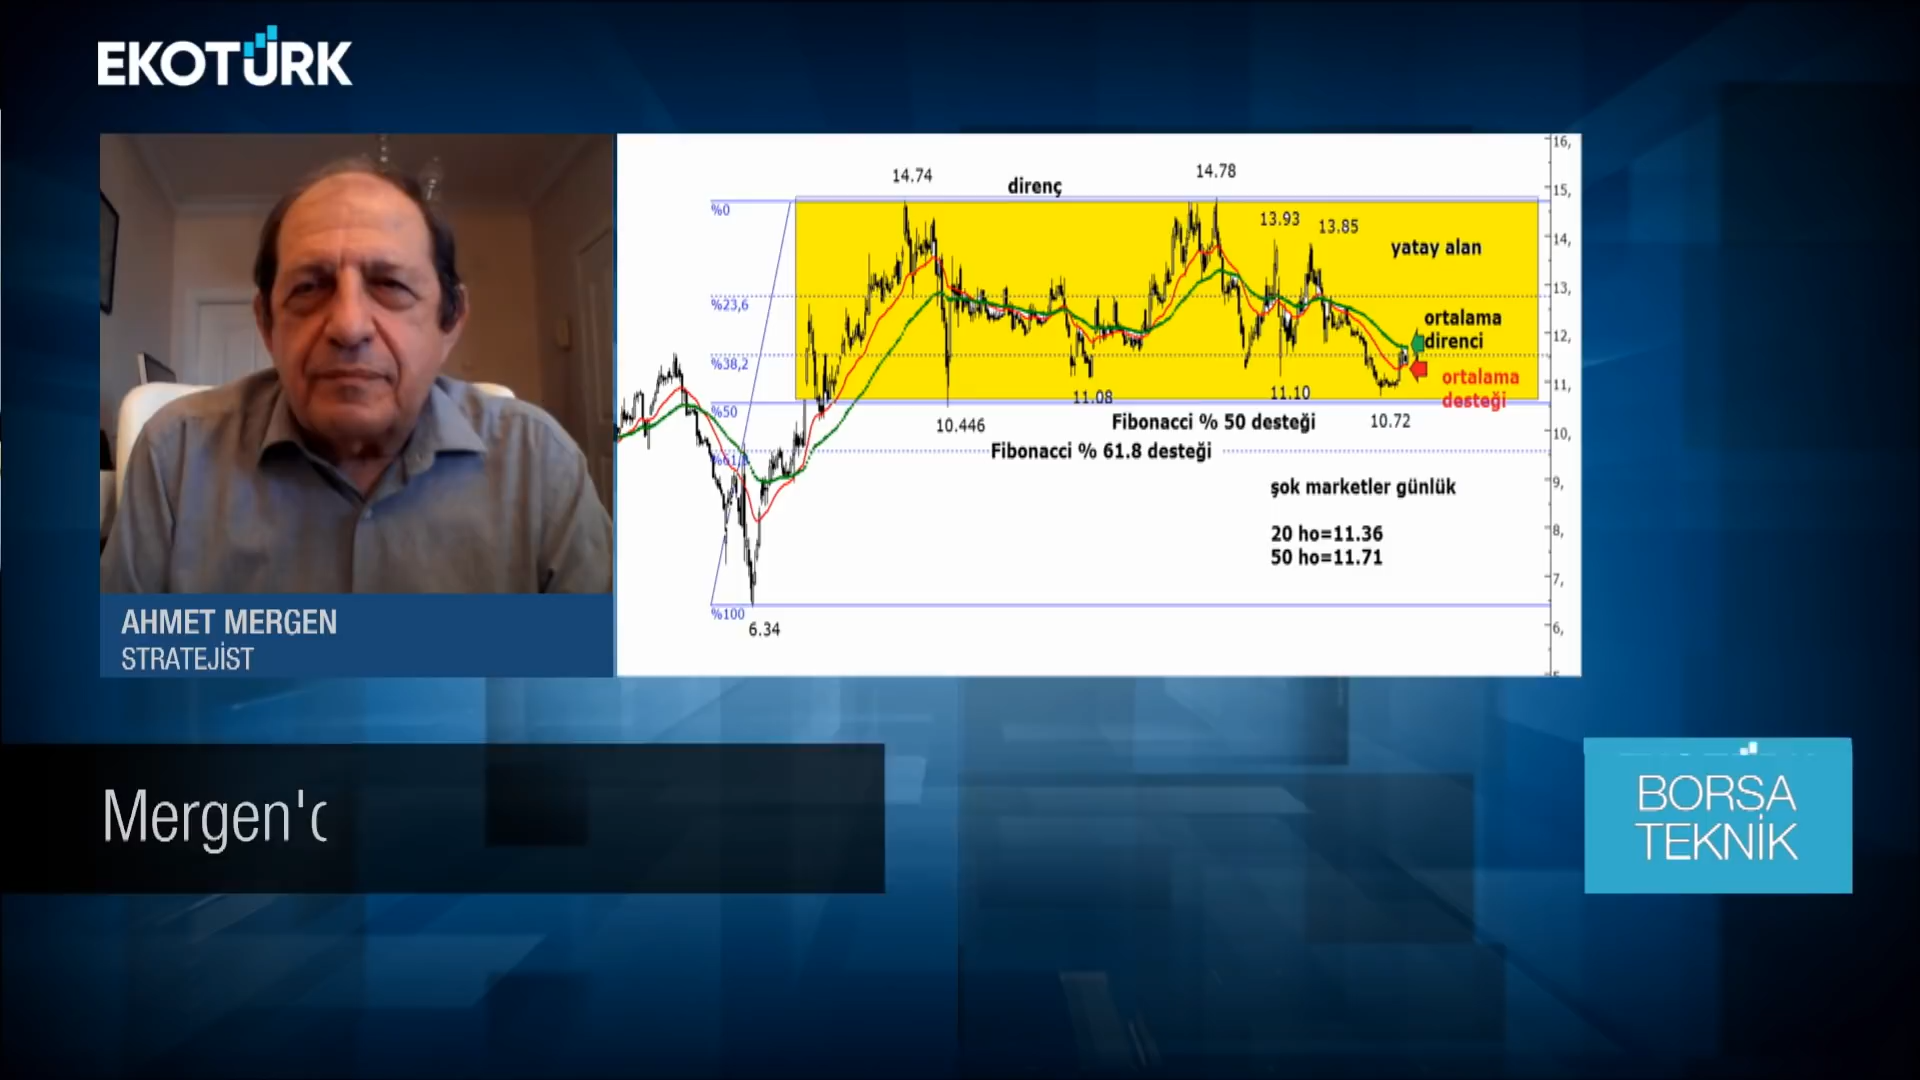 EKOTÜRK
14.74
direnç
14.78
13.93
13.85
yatay alan
ortalama
direnci
ortalama
desteği
%0
%23,6
%38,2
%50
%61,8
%100
11.08
11.10
10.72
10.446
Fibonacci % 50 desteği
Fibonacci % 61.8 desteği
şok marketler günlük
20 ho=11.36
50 ho=11.71
6.34
16,
15,
14,
13,
12,
11,
10,
9,
8,
7,
6,
AHMET MERGEN
STRATEJİST
Mergen'd
BORSA
TEKNİK